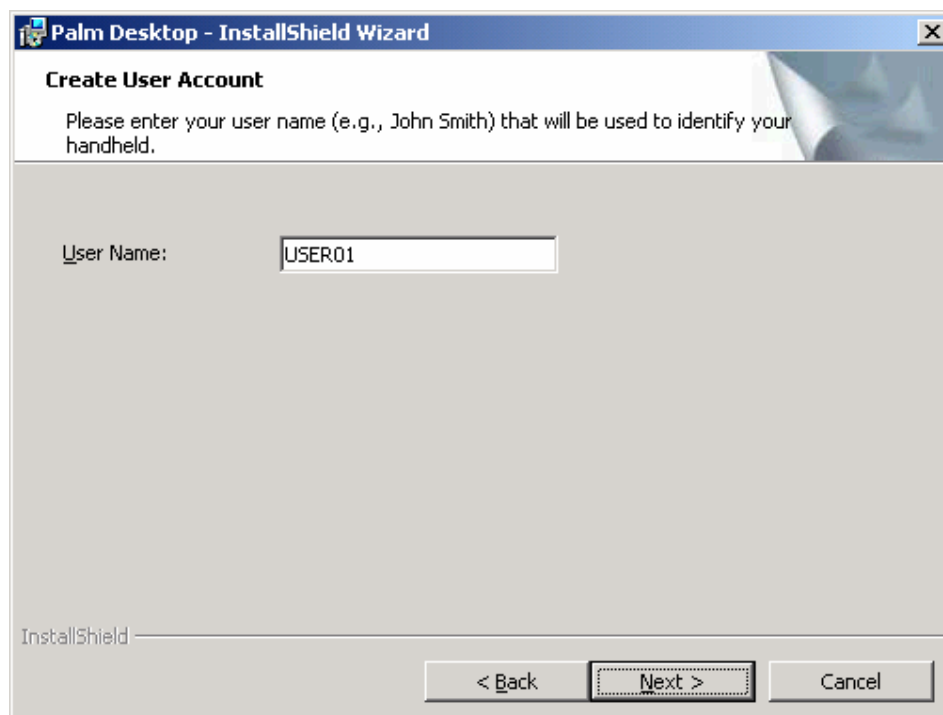 Palm Desktop - InstallShield Wizard
Create User Account
Please enter your user name (e.g., John Smith) that will be used to identify your
handheld.
User Name: USER01
InstallShield
< Back Next > Cancel